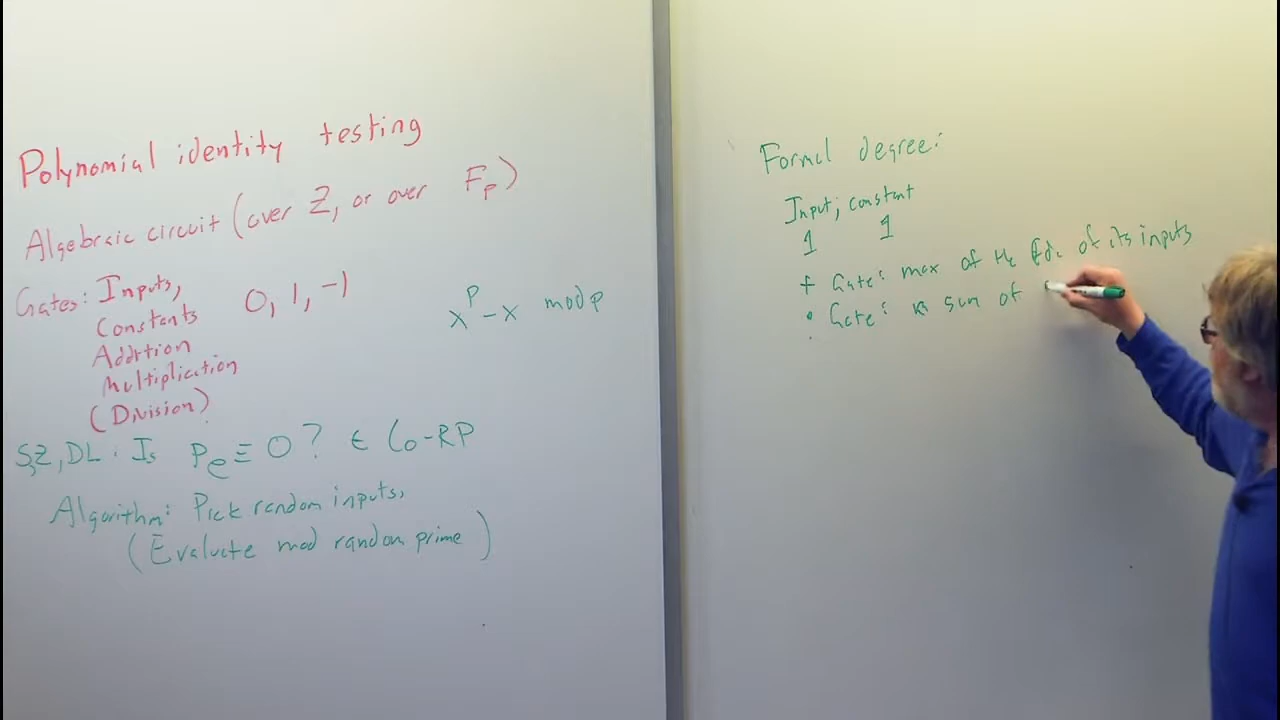 Polynomial identity testing
Algebraic circuit (over Z, or over Fp)
Gates: Inputs,
Constants 0, 1, -1
Addition
Multiplication
(Division)
x^p - x mod p
S,Z,DL: Is Pe ≡ 0? ∈ Co-RP
Algorithm: Pick random inputs,
(Evaluate mod random prime)
Formal degree:
Input; constant
1 1
+ Gate: max of the f.d. of its inputs
• Gate: is sum of